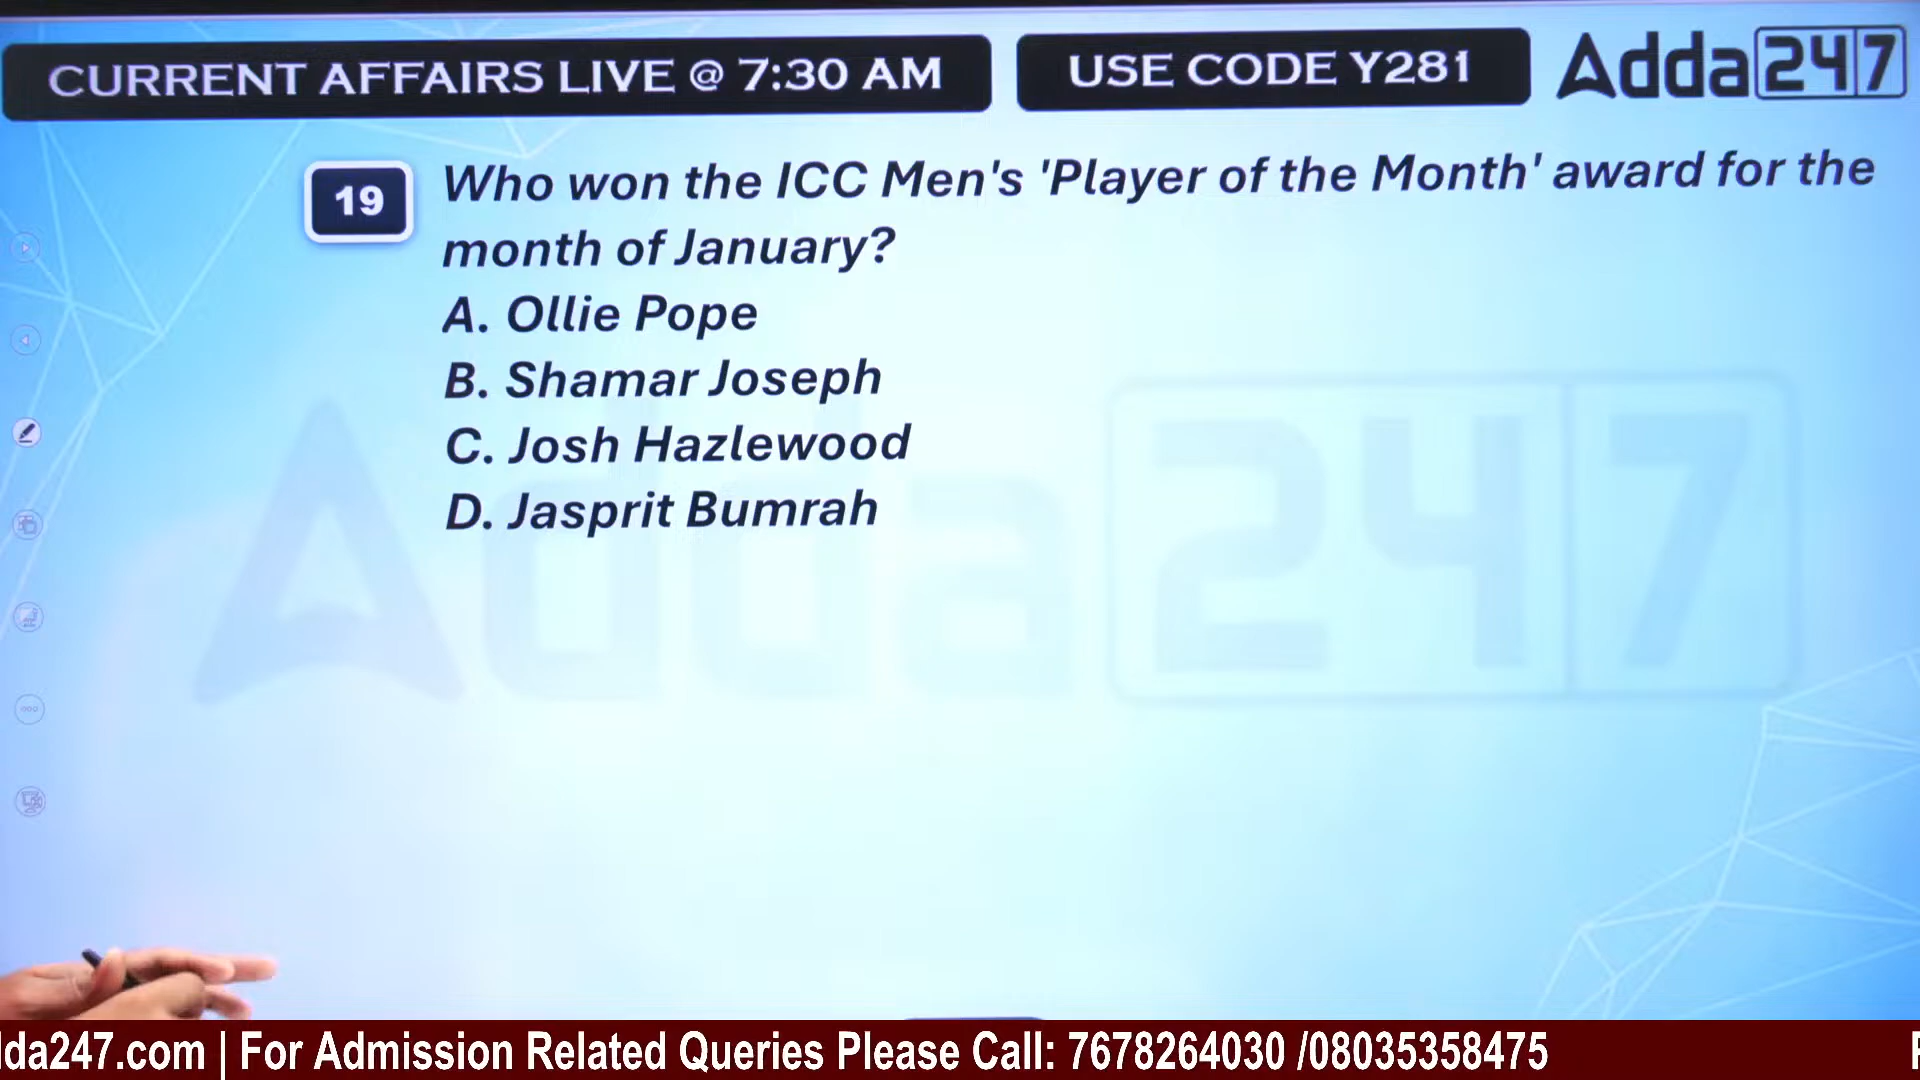 CURRENT AFFAIRS LIVE @ 7:30 AM
USE CODE Y281
Adda247
19
Who won the ICC Men's 'Player of the Month' award for the
month of January?
A. Ollie Pope
B. Shamar Joseph
C. Josh Hazlewood
D. Jasprit Bumrah
Adda247
dda247.com | For Admission Related Queries Please Call: 7678264030 /08035358475